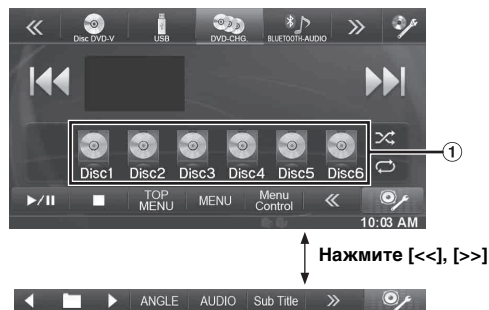 Disc DVD-V USB DVD-CHG. BLUETOOTH-AUDIO
Disc1 Disc2 Disc3 Disc4 Disc5 Disc6
1
TOP MENU MENU Menu Control
10:03 AM
Нажмите [<<], [>>]
ANGLE AUDIO Sub Title